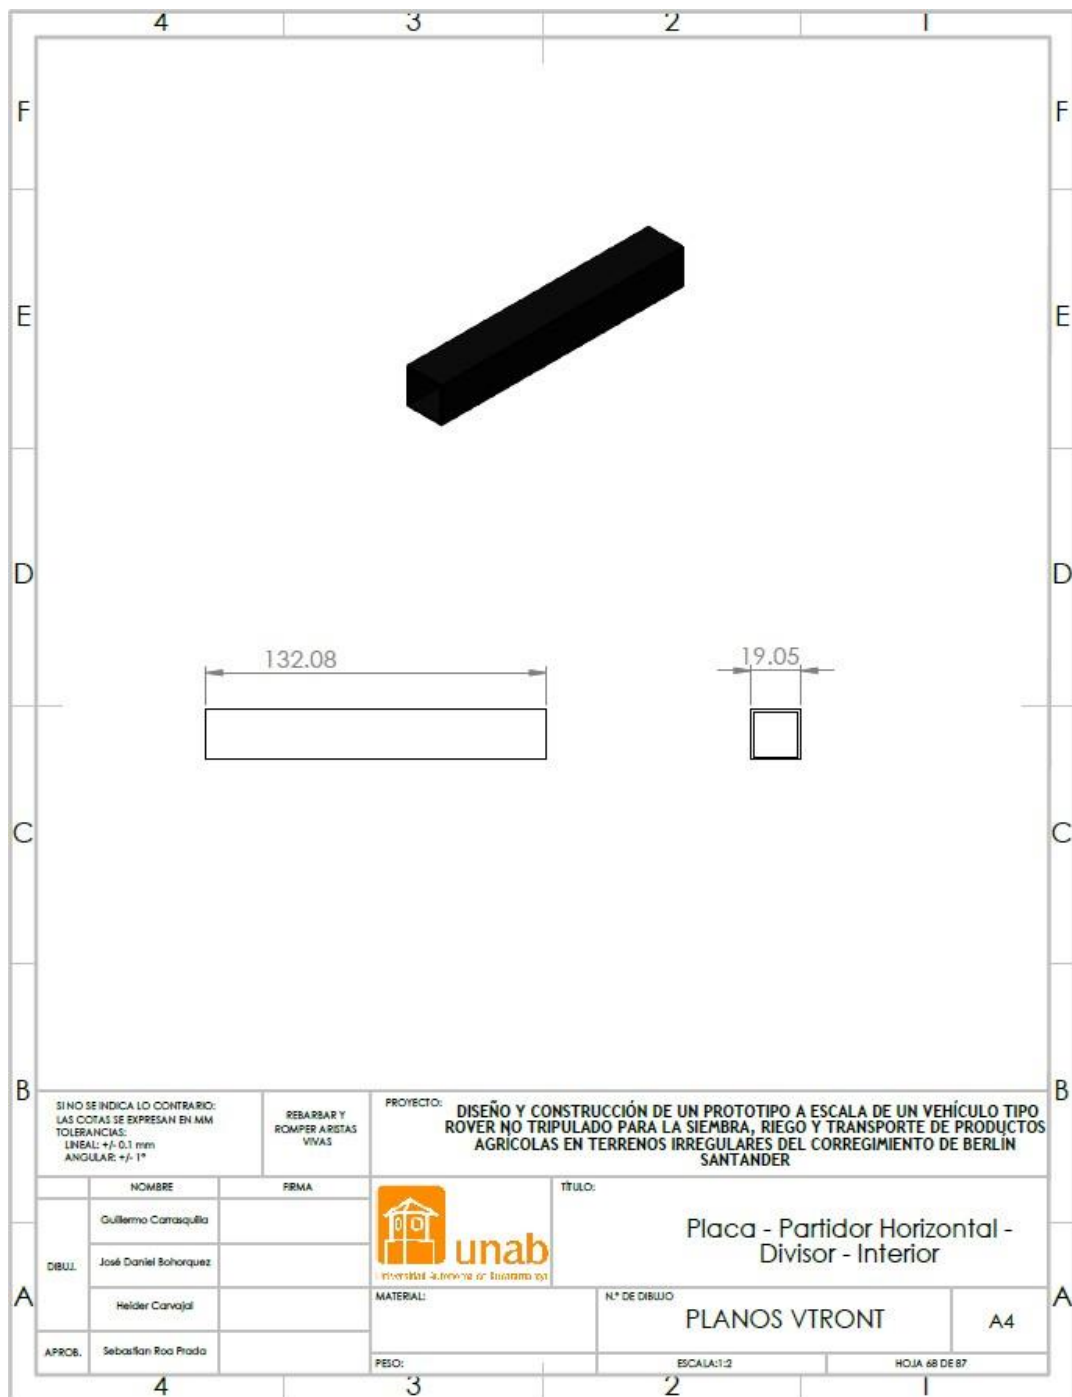 4 3 2 1
F F
E E
D D
132.08
19.05
C C
B B
SI NO SE INDICA LO CONTRARIO:
LAS COTAS SE EXPRESAN EN MM
TOLERANCIAS:
LINEAL: +/- 0.1 mm
ANGULAR: +/- 1°
REBARBAR Y
ROMPER ARISTAS
VIVAS
PROYECTO:
DISEÑO Y CONSTRUCCIÓN DE UN PROTOTIPO A ESCALA DE UN VEHÍCULO TIPO
ROVER NO TRIPULADO PARA LA SIEMBRA, RIEGO Y TRANSPORTE DE PRODUCTOS
AGRÍCOLAS EN TERRENOS IRREGULARES DEL CORREGIMIENTO DE BERLÍN
SANTANDER
NOMBRE FIRMA
DIBUJ.
Guillermo Carrasquilla
José Daniel Bohorquez
Helder Carvajal
APROB. Sebastian Roa Prada
unab
Universidad Autónoma de Bucaramanga
TÍTULO:
Placa - Partidor Horizontal -
Divisor - Interior
MATERIAL:
N.º DE DIBUJO
PLANOS VTRONT
A4
PESO:
ESCALA:1:2
HOJA 68 DE 87
A A
4 3 2 1